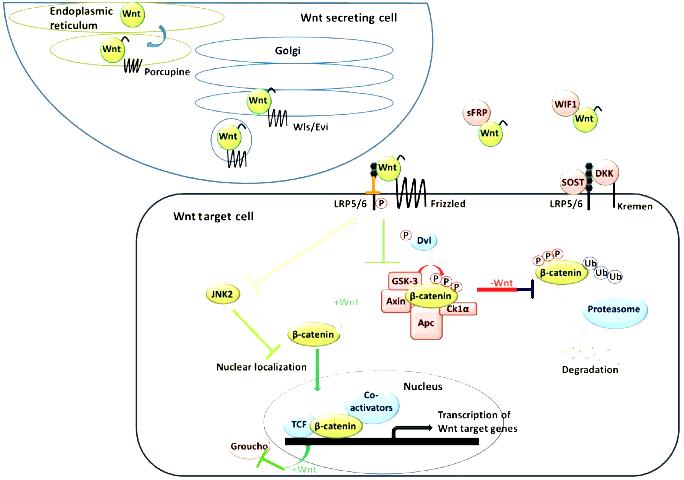 Endoplasmic
reticulum
Wnt
Wnt
Porcupine
Wnt secreting cell
Golgi
Wnt
Wls/Evi
Wnt
sFRP
Wnt
WIF1
Wnt
Wnt
SOST
DKK
LRP5/6
P
Frizzled
LRP5/6
Kremen
Wnt target cell
P
Dvl
GSK-3
P
P
P
β-catenin
Axin
Ck1α
Apc
-Wnt
P
P
P
β-catenin
Ub
Ub
Ub
Proteasome
Degradation
JNK2
+Wnt
β-catenin
Nuclear localization
Nucleus
Co-
activators
TCF
β-catenin
Transcription of
Wnt target genes
Groucho
+Wnt